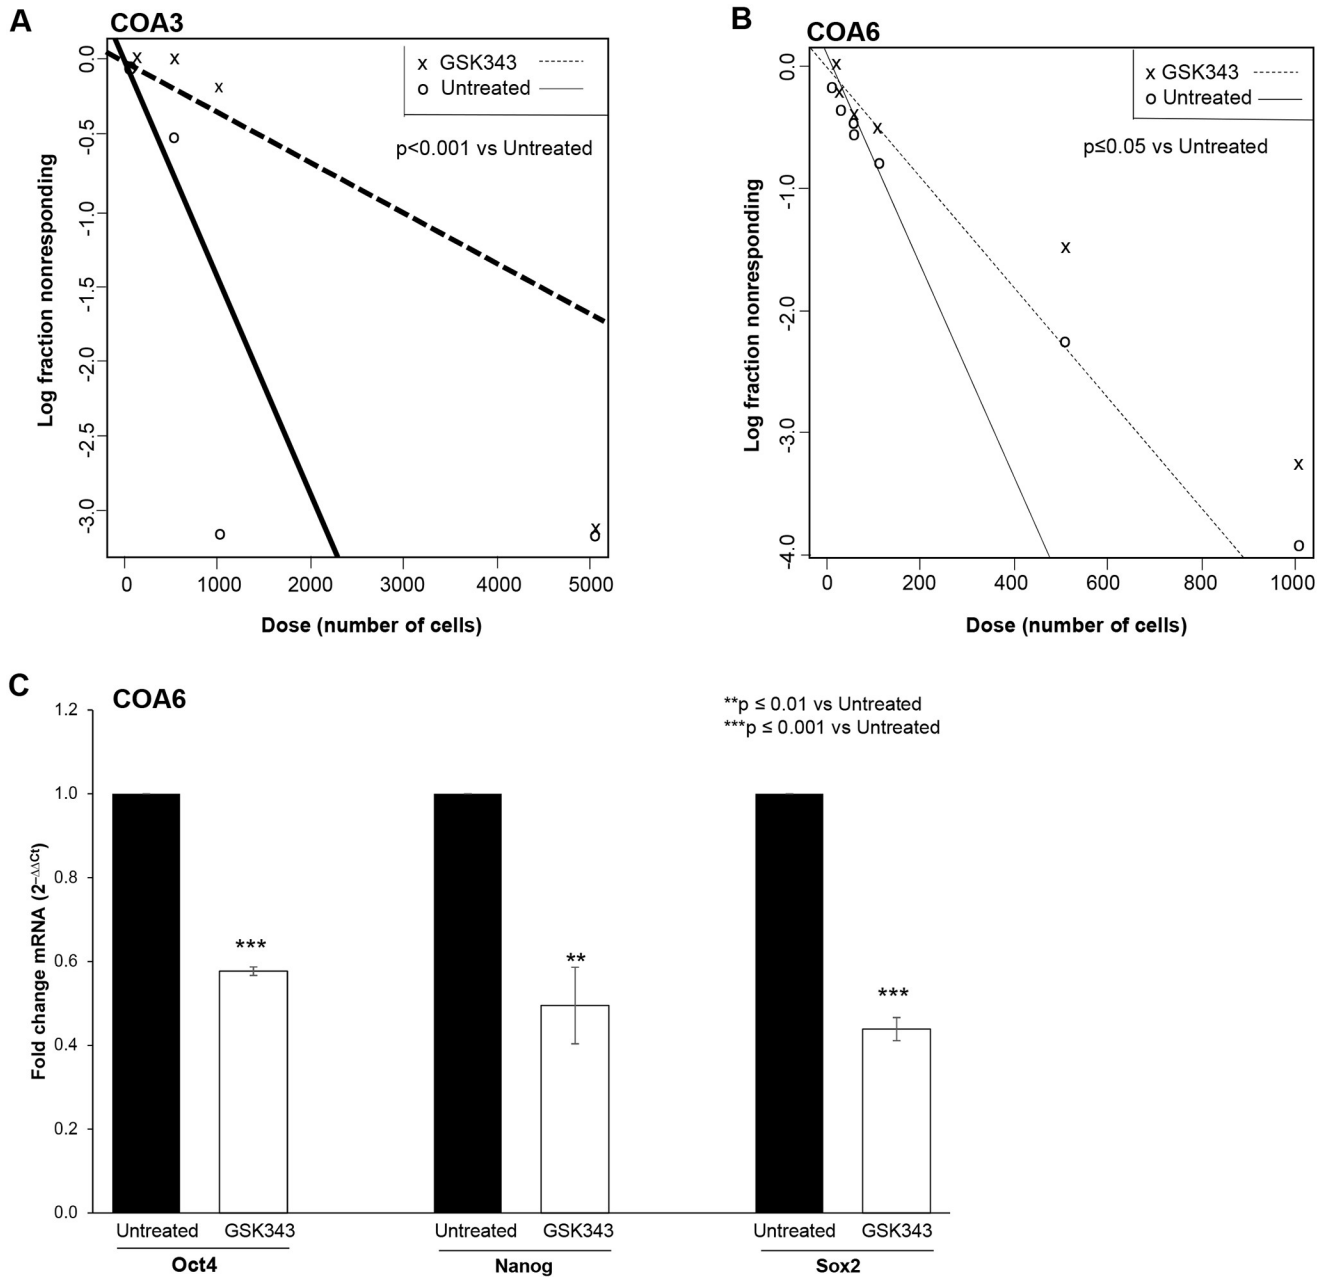 A
COA3
0.0
-0.5
-1.0
-1.5
-2.0
-2.5
-3.0
Log fraction nonresponding
x GSK343
o Untreated
p<0.001 vs Untreated
0 1000 2000 3000 4000 5000
Dose (number of cells)
B
COA6
0.0
-1.0
-2.0
-3.0
-4.0
Log fraction nonresponding
x GSK343
o Untreated
p≤0.05 vs Untreated
0 200 400 600 800 1000
Dose (number of cells)
C
COA6
**p ≤ 0.01 vs Untreated
***p ≤ 0.001 vs Untreated
1.2
1.0
0.8
0.6
0.4
0.2
0.0
Fold change mRNA (2–ΔΔCt)
***
**
***
Untreated GSK343 Untreated GSK343 Untreated GSK343
Oct4 Nanog Sox2